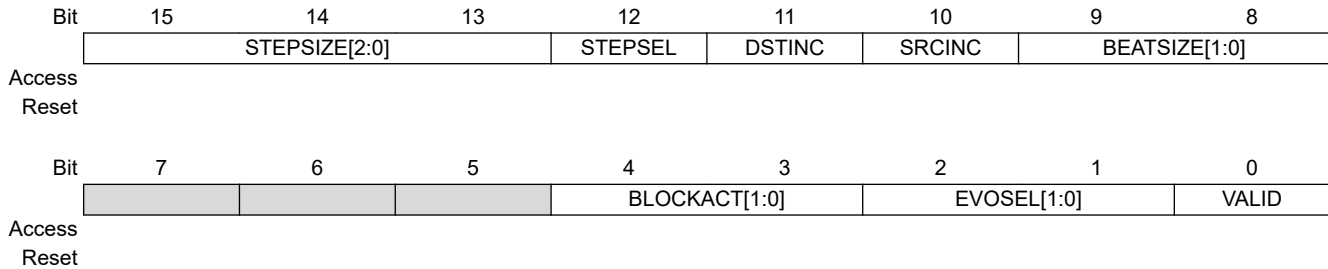 Bit 15 14 13 12 11 10 9 8
STEPSIZE[2:0] STEPSEL DSTINC SRCINC BEATSIZE[1:0]
Access
Reset
Bit 7 6 5 4 3 2 1 0
BLOCKACT[1:0] EVOSEL[1:0] VALID
Access
Reset